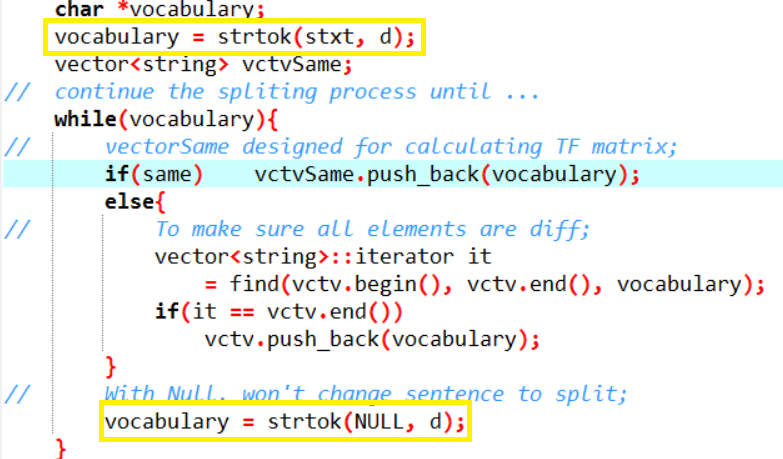 char *vocabulary;
vocabulary = strtok(stxt, d);
vector<string> vctvSame;
// continue the spliting process until ...
while(vocabulary){
// vectorSame designed for calculating TF matrix;
if(same) vctvSame.push_back(vocabulary);
else{
// To make sure all elements are diff;
vector<string>::iterator it
= find(vctv.begin(), vctv.end(), vocabulary);
if(it == vctv.end())
vctv.push_back(vocabulary);
}
// With Null, won't change sentence to split;
vocabulary = strtok(NULL, d);
}